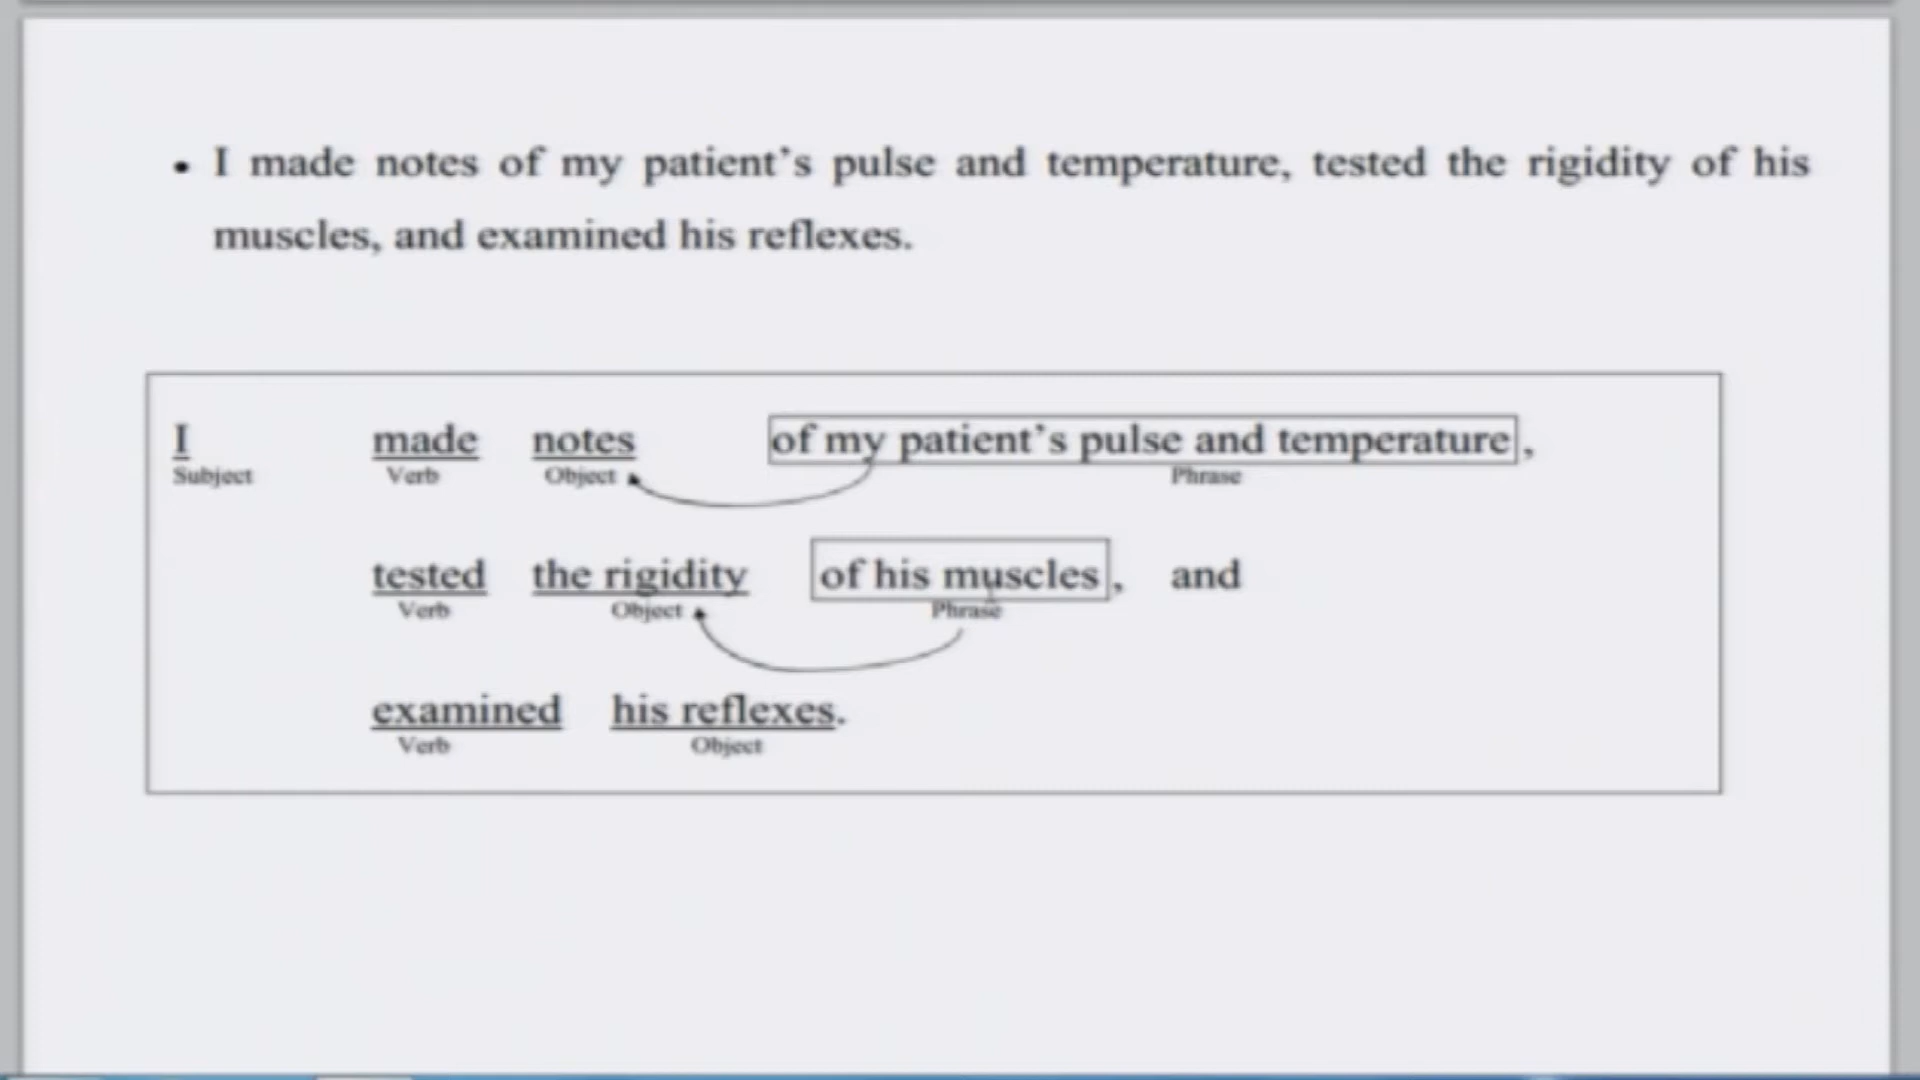 • I made notes of my patient's pulse and temperature, tested the rigidity of his
muscles, and examined his reflexes.
I made notes of my patient's pulse and temperature ,
Subject Verb Object Phrase
tested the rigidity of his muscles , and
Verb Object Phrase
examined his reflexes.
Verb Object